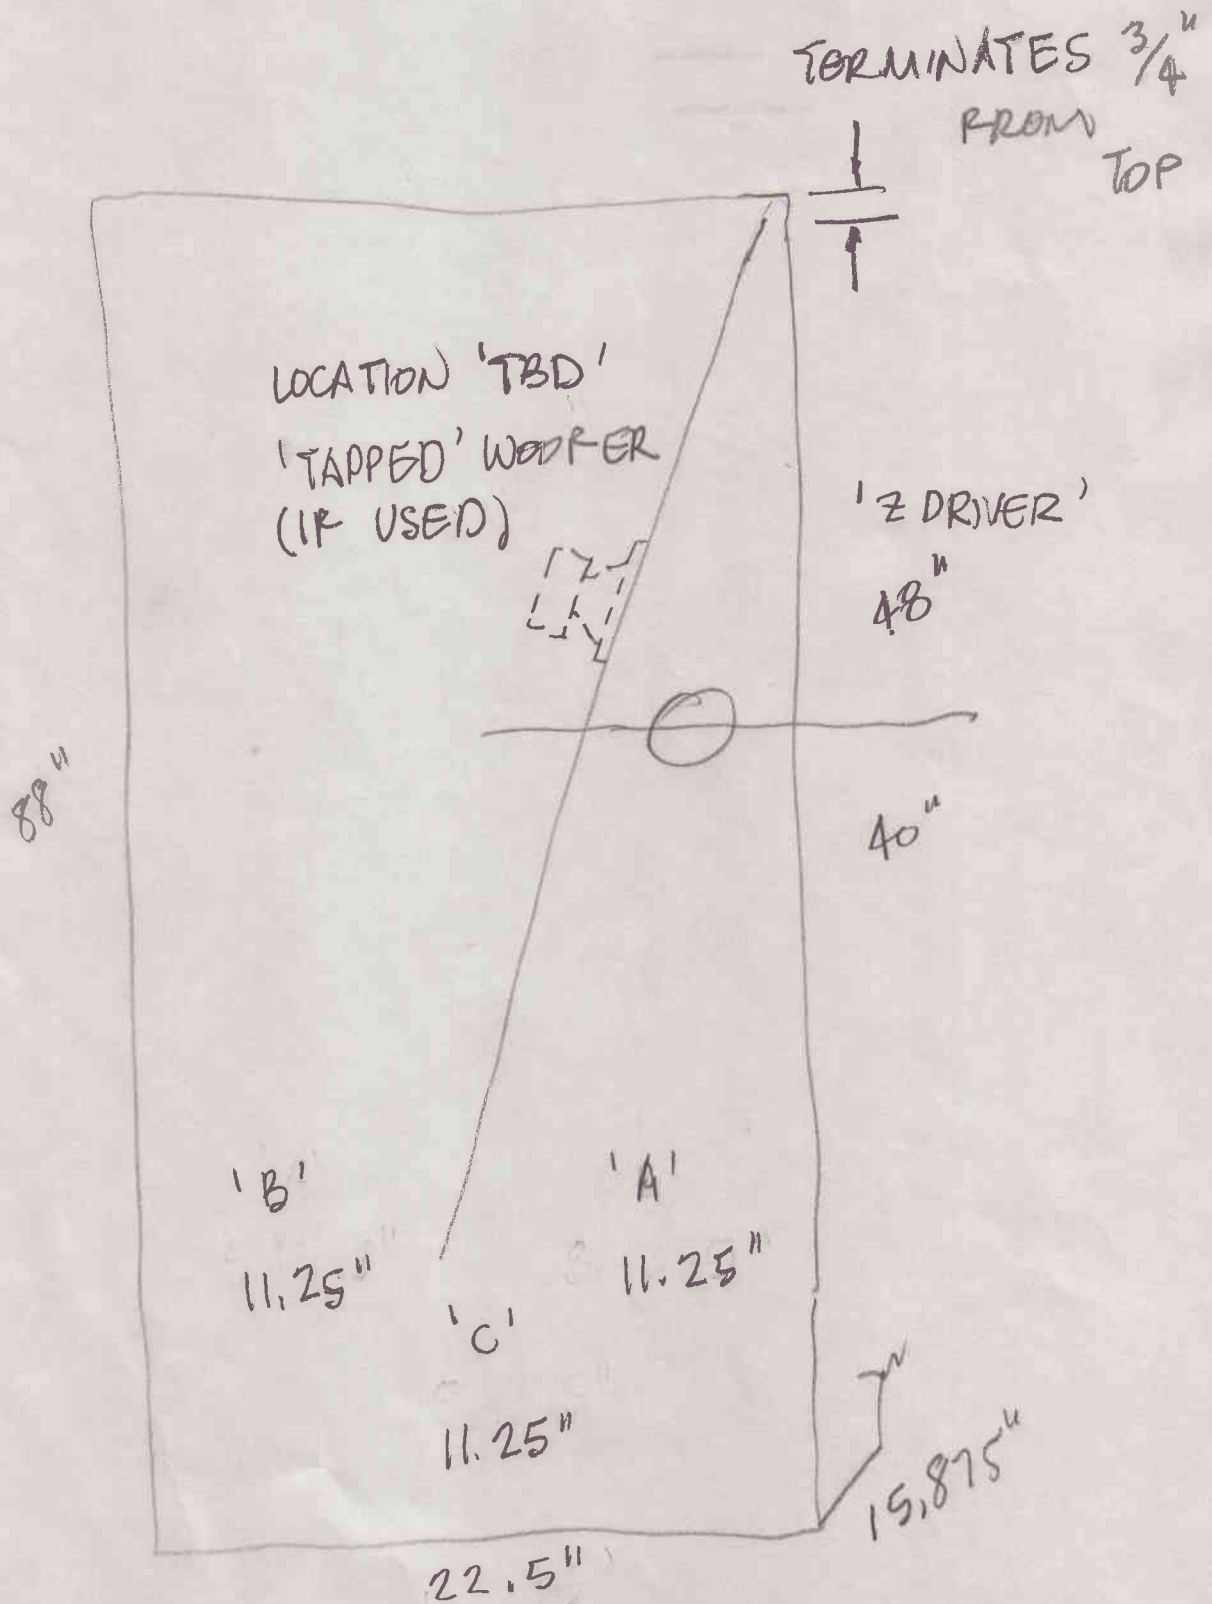 TERMINATES 3/4"
FROM
TOP
LOCATION 'TBD'
'TAPPED' WOOFER
(IF USED)
'Z DRIVER'
48"
88"
40"
'B'
11.25"
'A'
11.25"
'C'
11.25"
15,875"
22.5"